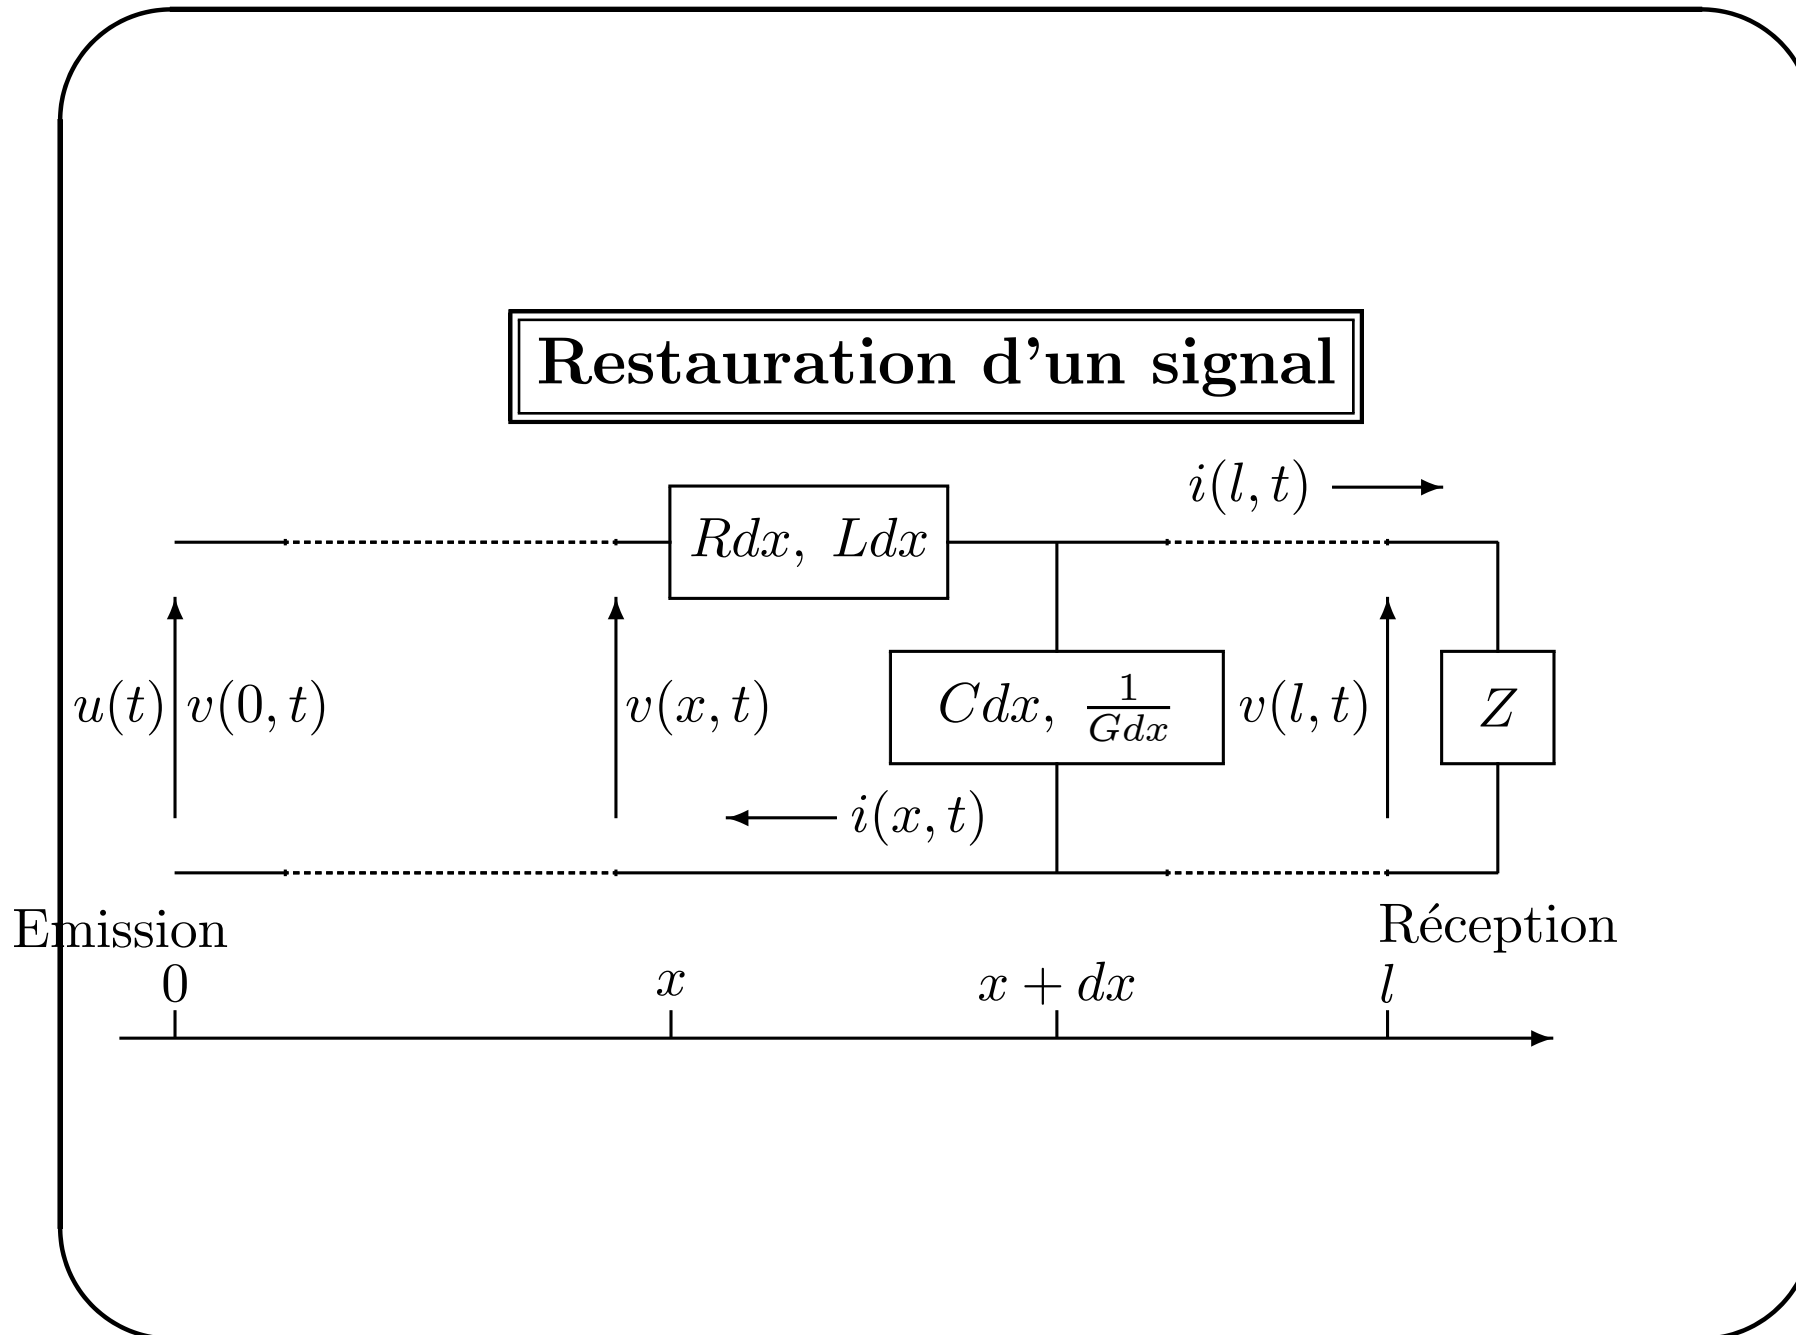 Restauration d'un signal
i(l, t)
Rdx, Ldx
u(t) v(0, t) v(x, t) Cdx, 1/Gdx v(l, t) Z
i(x, t)
Emission Réception
0 x x + dx l